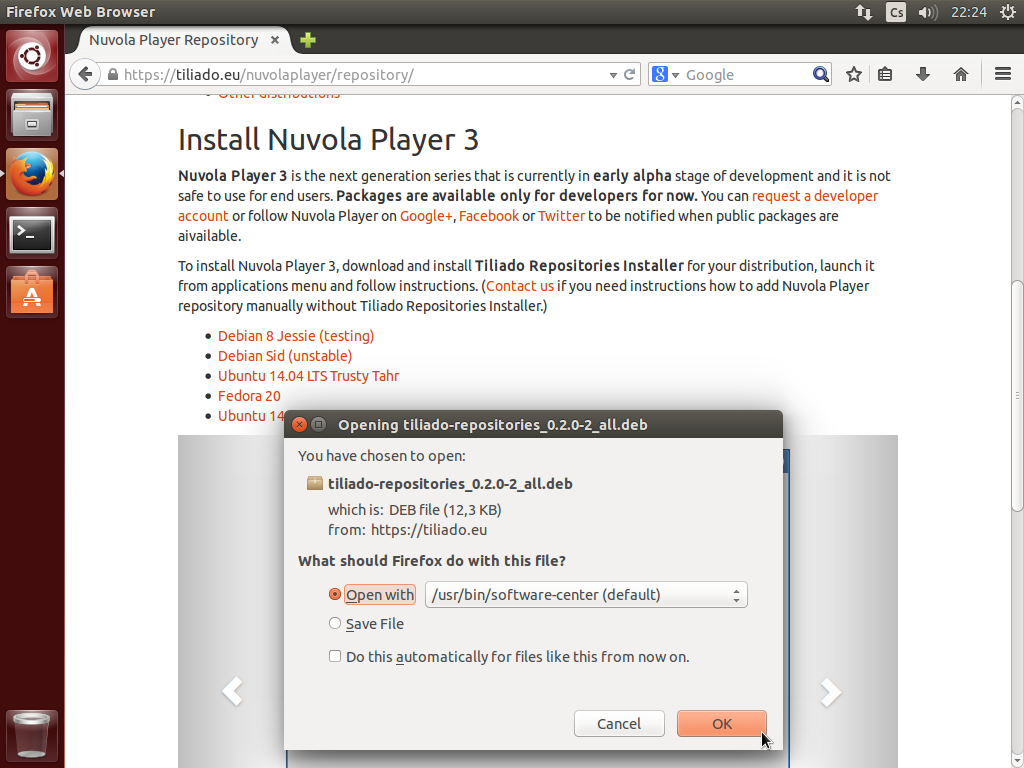 Firefox Web Browser
Cs
22:24
Nuvola Player Repository
https://tiliado.eu/nuvolaplayer/repository/
Google
Other distributions
Install Nuvola Player 3
Nuvola Player 3 is the next generation series that is currently in early alpha stage of development and it is not
safe to use for end users. Packages are available only for developers for now. You can request a developer
account or follow Nuvola Player on Google+, Facebook or Twitter to be notified when public packages are
aivailable.
To install Nuvola Player 3, download and install Tiliado Repositories Installer for your distribution, launch it
from applications menu and follow instructions. (Contact us if you need instructions how to add Nuvola Player
repository manually without Tiliado Repositories Installer.)
Debian 8 Jessie (testing)
Debian Sid (unstable)
Ubuntu 14.04 LTS Trusty Tahr
Fedora 20
Ubuntu 14
Opening tiliado-repositories_0.2.0-2_all.deb
You have chosen to open:
tiliado-repositories_0.2.0-2_all.deb
which is: DEB file (12,3 KB)
from: https://tiliado.eu
What should Firefox do with this file?
Open with /usr/bin/software-center (default)
Save File
Do this automatically for files like this from now on.
Cancel OK